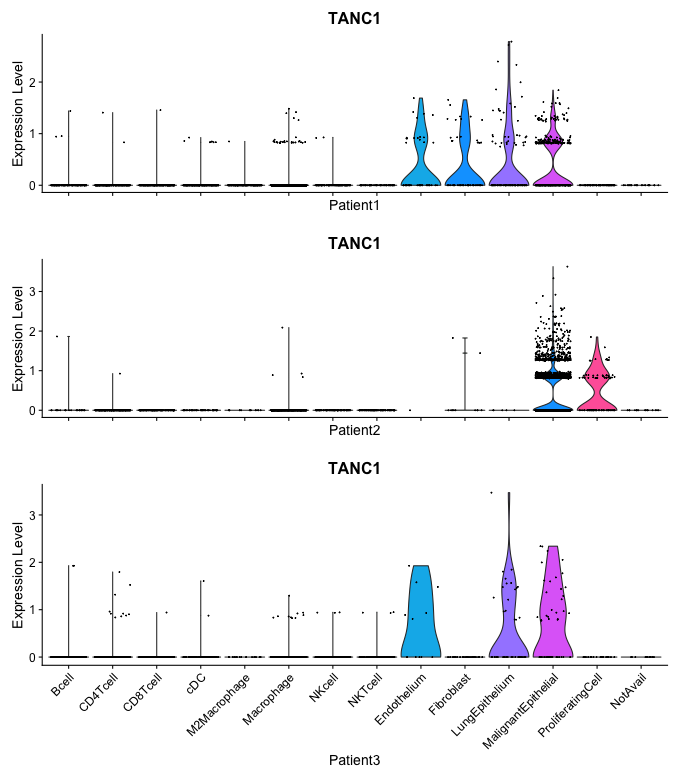 TANC1
Expression Level
2
1
0
Patient1
TANC1
Expression Level
3
2
1
0
Patient2
TANC1
Expression Level
3
2
1
0
Bcell
CD4Tcell
CD8Tcell
cDC
M2Macrophage
Macrophage
NKcell
NKTcell
Endothelium
Fibroblast
LungEpithelium
MalignantEpithelial
ProliferatingCell
NotAvail
Patient3